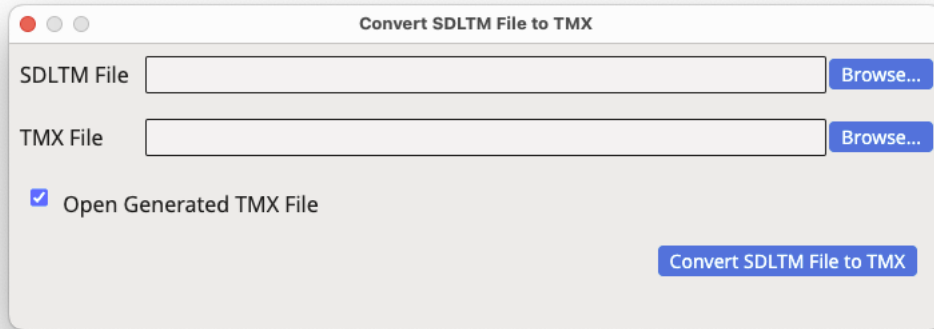 Convert SDLTM File to TMX
SDLTM File Browse...
TMX File Browse...
Open Generated TMX File
Convert SDLTM File to TMX